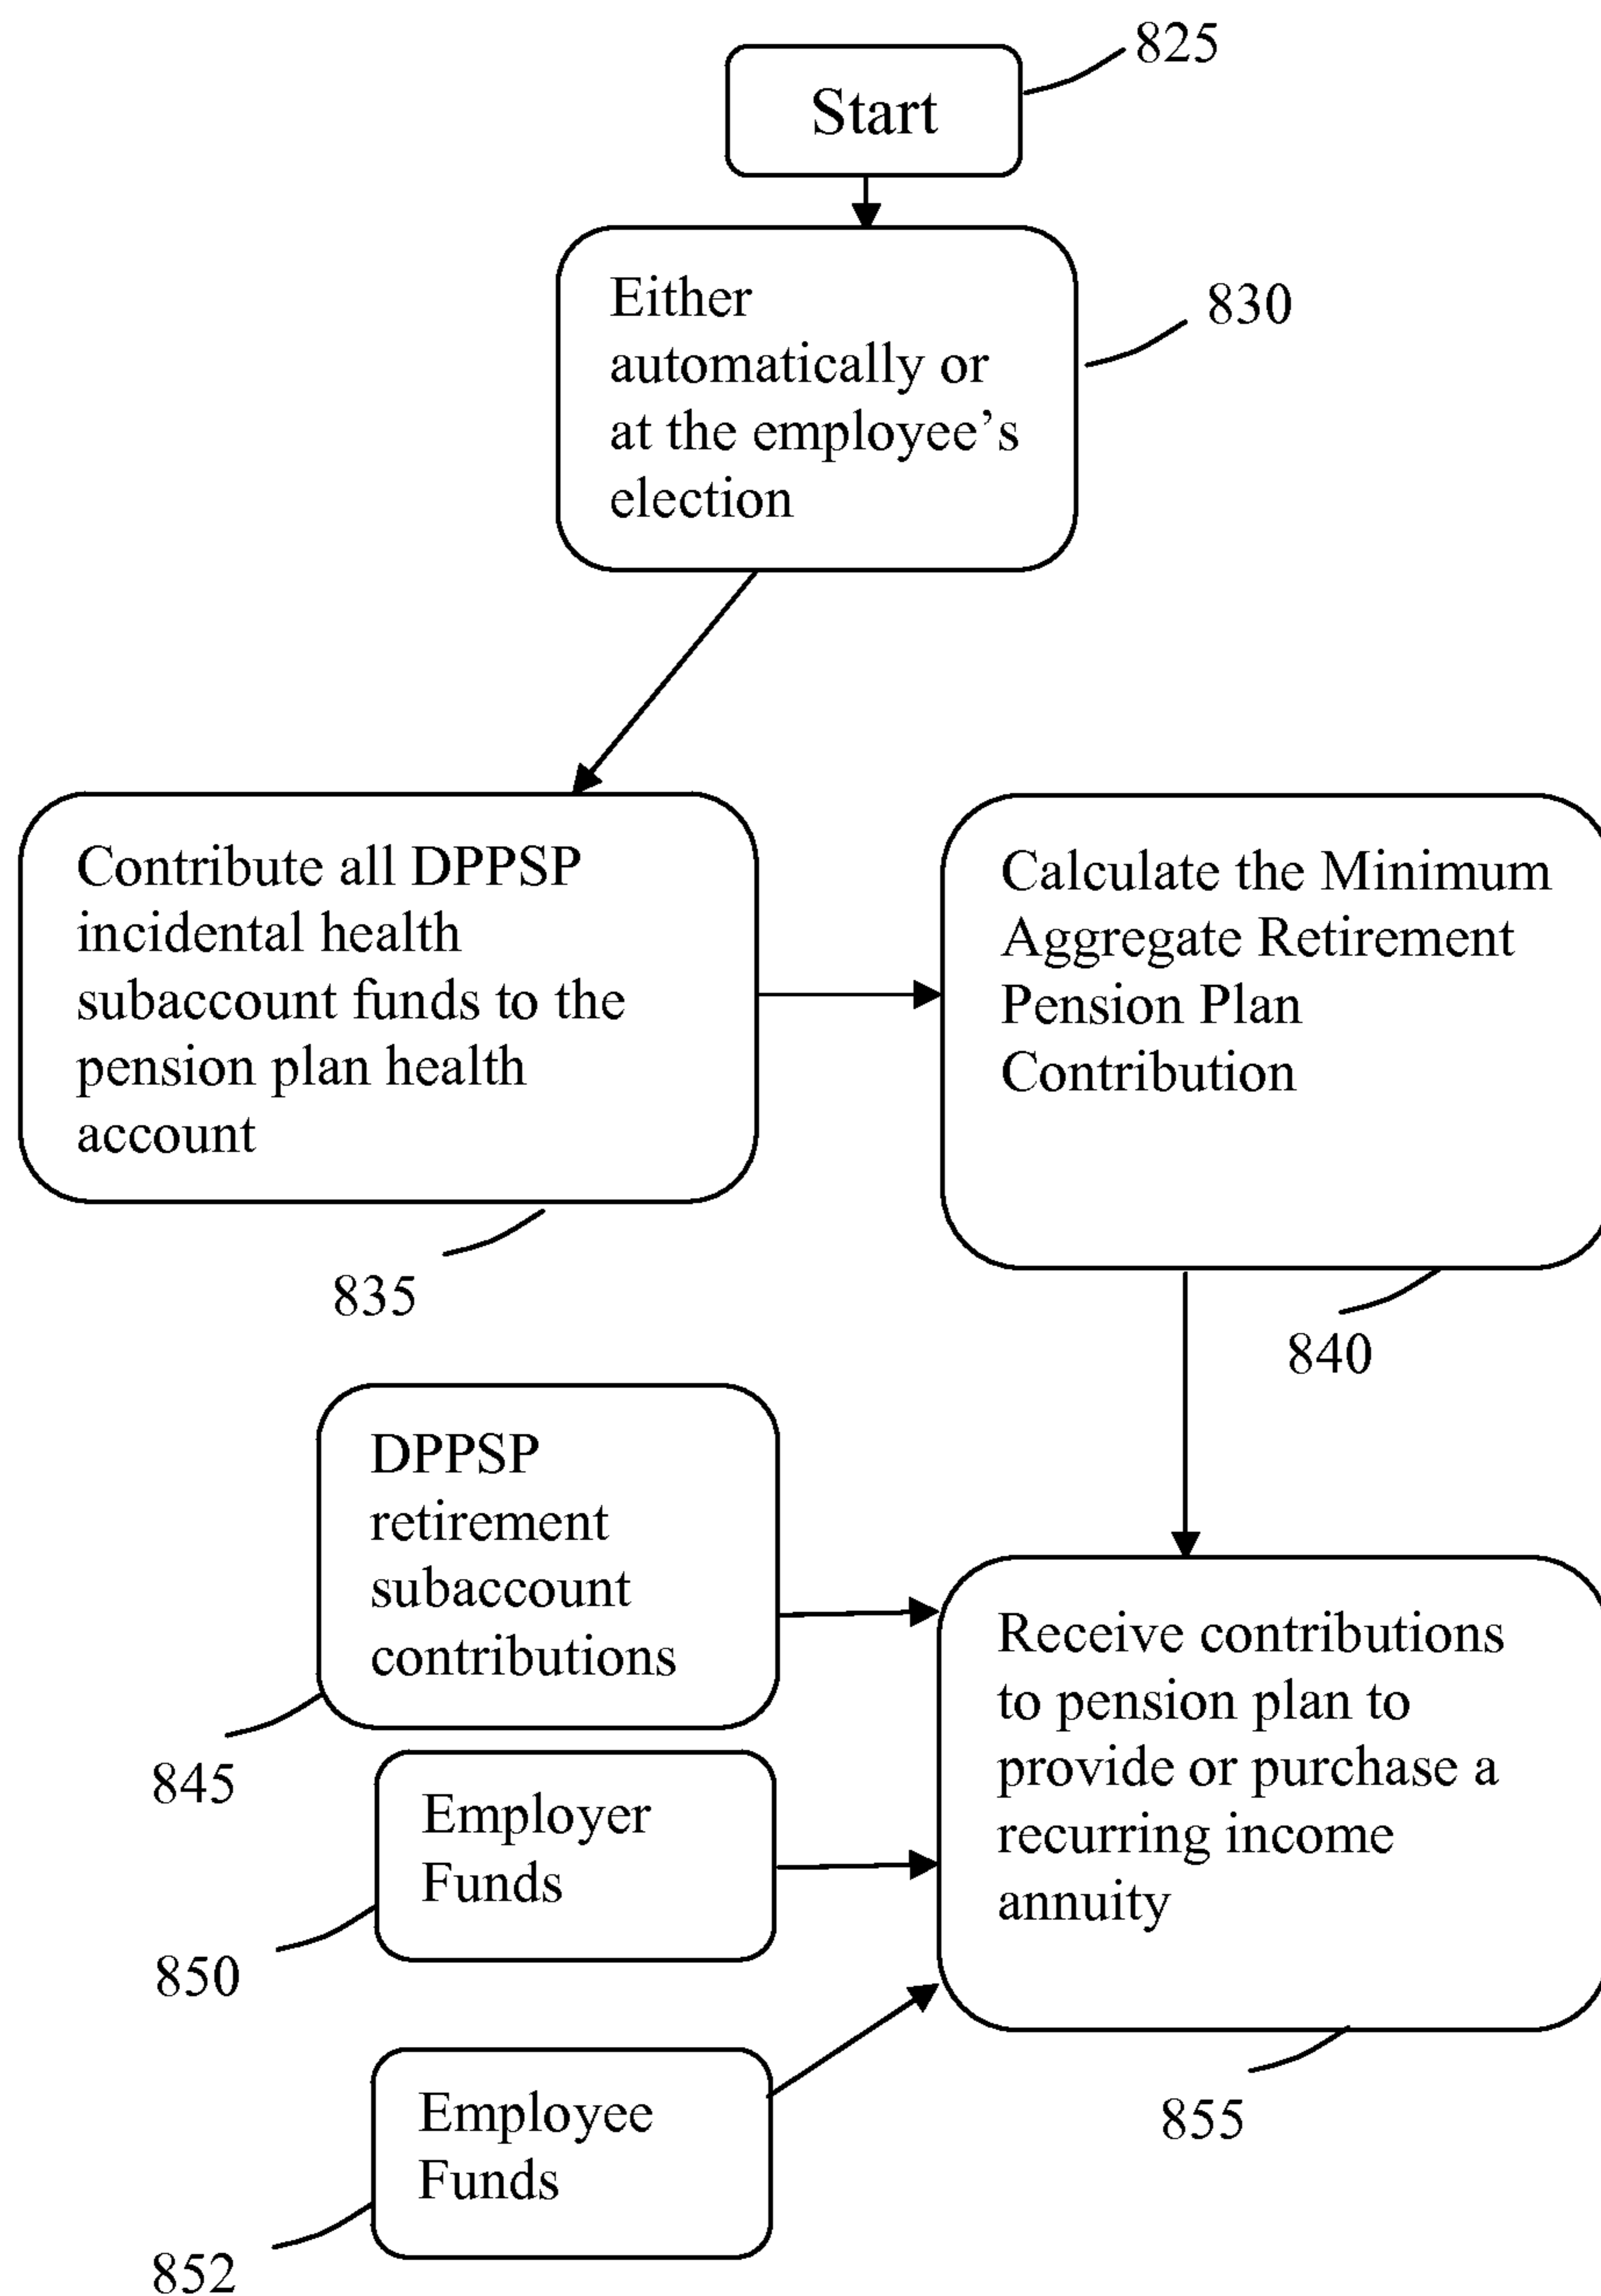 825
Start
830
Either
automatically or
at the employee’s
election
Contribute all DPPSP
incidental health
subaccount funds to the
pension plan health
account
835
Calculate the Minimum
Aggregate Retirement
Pension Plan
Contribution
840
DPPSP
retirement
subaccount
contributions
845
Employer
Funds
850
Employee
Funds
852
Receive contributions
to pension plan to
provide or purchase a
recurring income
annuity
855